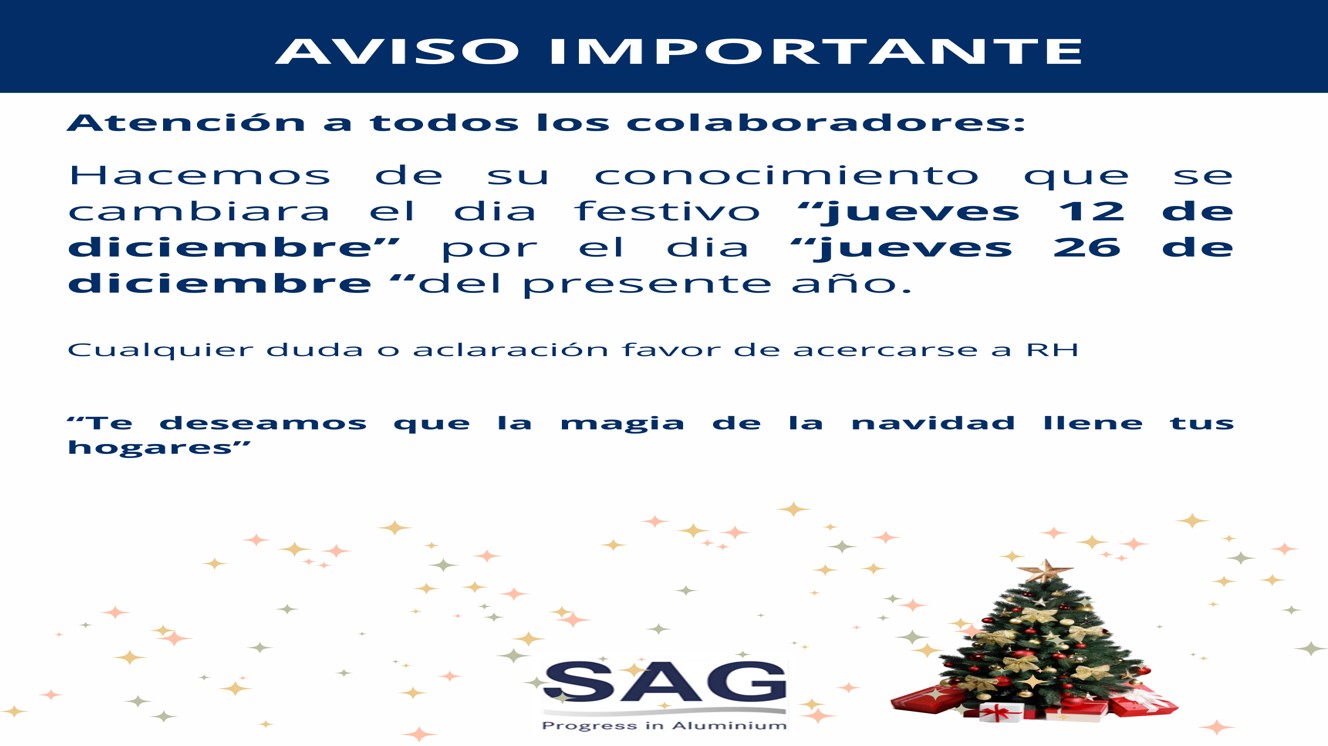 AVISO IMPORTANTE
Atención a todos los colaboradores:
Hacemos de su conocimiento que se
cambiara el dia festivo “jueves 12 de
diciembre” por el dia “jueves 26 de
diciembre “del presente año.
Cualquier duda o aclaración favor de acercarse a RH
“Te deseamos que la magia de la navidad llene tus
hogares”
SAG
Progress in Aluminium